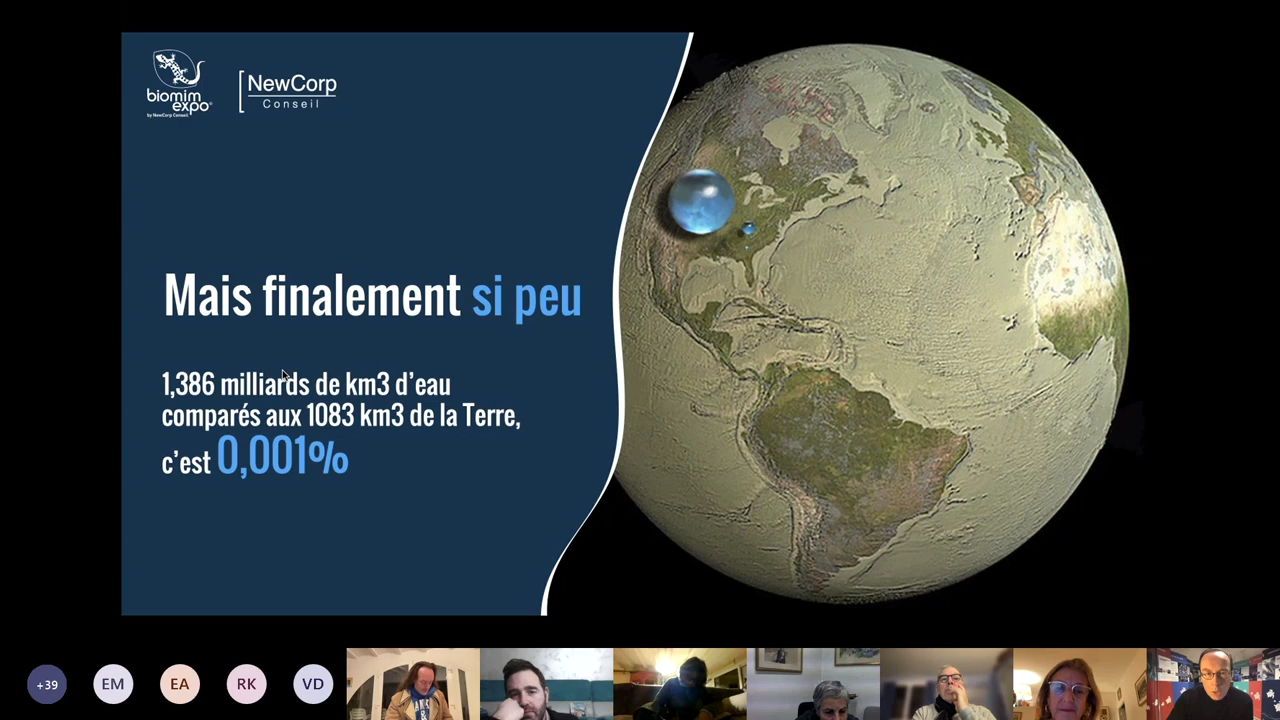 biomim
expo®
by NewCorp Conseil
NewCorp
Conseil
Mais finalement si peu
1,386 milliards de km3 d’eau
comparés aux 1083 km3 de la Terre,
c’est 0,001%
+39
EM
EA
RK
VD